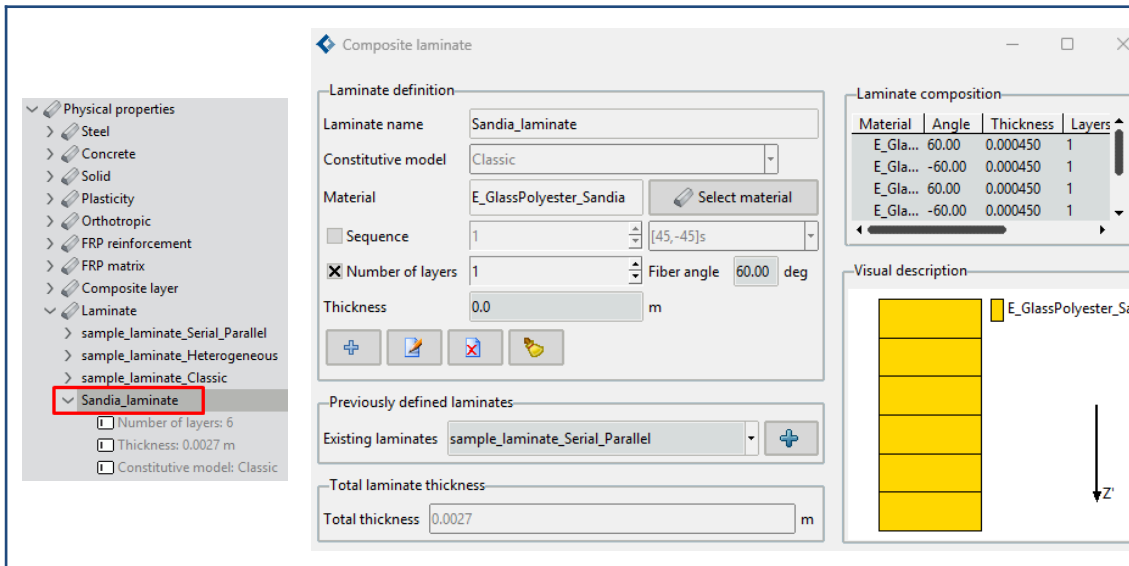 Physical properties
Steel
Concrete
Solid
Plasticity
Orthotropic
FRP reinforcement
FRP matrix
Composite layer
Laminate
sample_laminate_Serial_Parallel
sample_laminate_Heterogeneous
sample_laminate_Classic
Sandia_laminate
Number of layers: 6
Thickness: 0.0027 m
Constitutive model: Classic
Composite laminate
Laminate definition
Laminate name Sandia_laminate
Constitutive model Classic
Material E_GlassPolyester_Sandia Select material
Sequence 1 [45,-45]s
Number of layers 1 Fiber angle 60.00 deg
Thickness 0.0 m
Previously defined laminates
Existing laminates sample_laminate_Serial_Parallel
Total laminate thickness
Total thickness 0.0027 m
Laminate composition
Material Angle Thickness Layers
E_Gla... 60.00 0.000450 1
E_Gla... -60.00 0.000450 1
E_Gla... 60.00 0.000450 1
E_Gla... -60.00 0.000450 1
Visual description
E_GlassPolyester_Sa
Z'